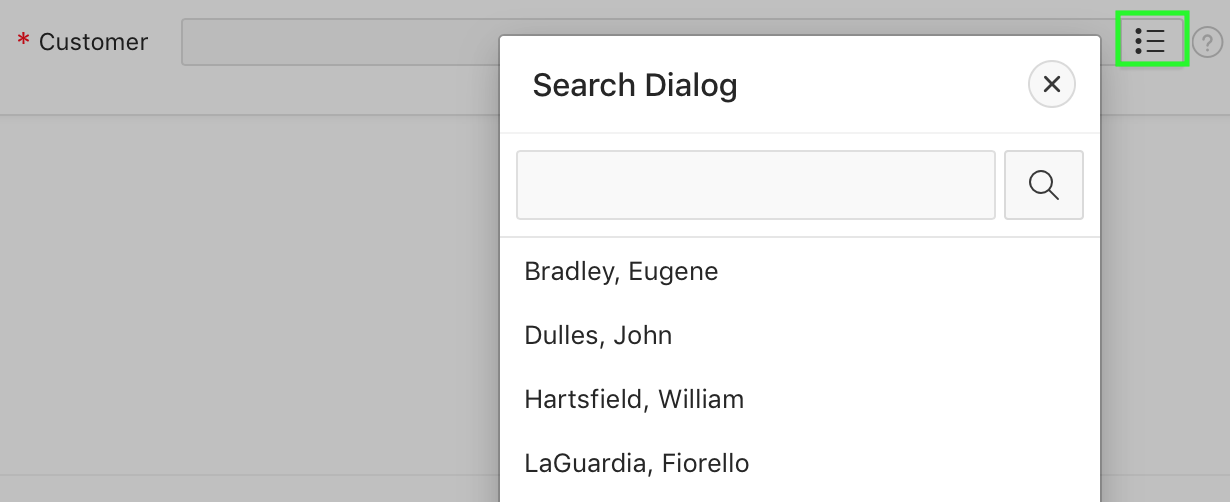 * Customer
?
Search Dialog
Bradley, Eugene
Dulles, John
Hartsfield, William
LaGuardia, Fiorello